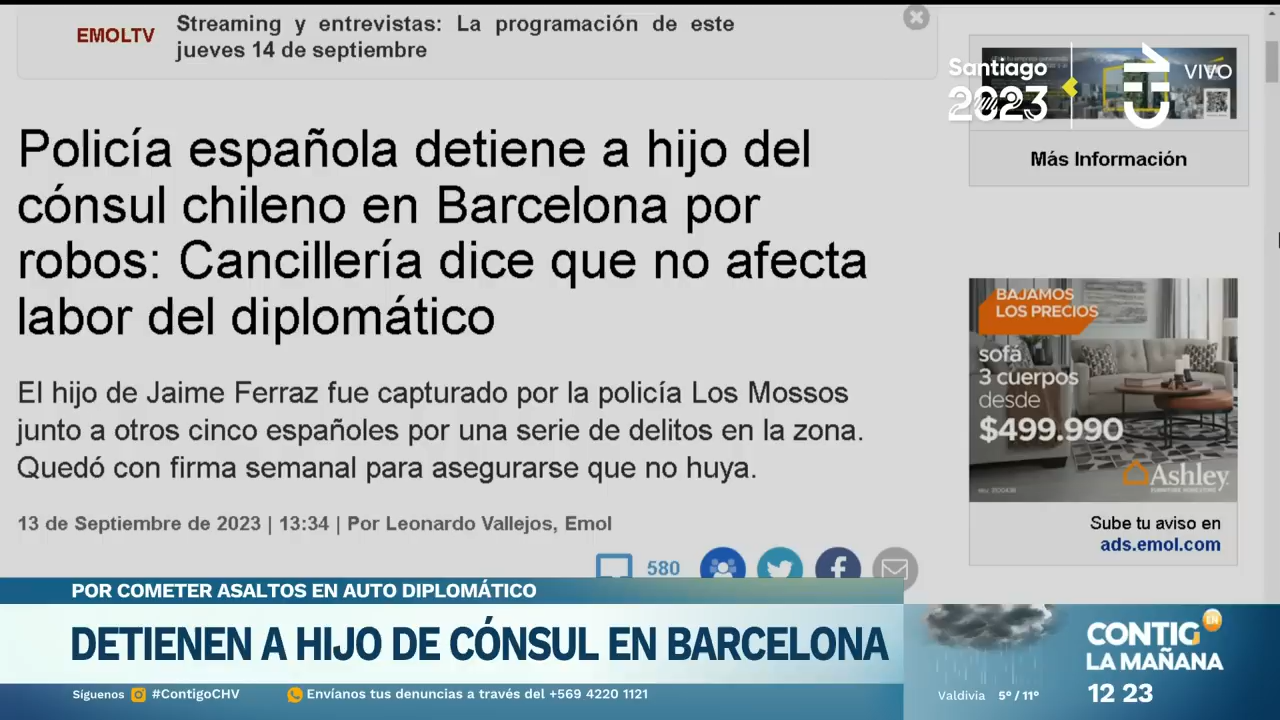 EMOLTV
Streaming y entrevistas: La programación de este
jueves 14 de septiembre
Santiago
2023
VIVO
Más Información
Policía española detiene a hijo del
cónsul chileno en Barcelona por
robos: Cancillería dice que no afecta
labor del diplomático
El hijo de Jaime Ferraz fue capturado por la policía Los Mossos
junto a otros cinco españoles por una serie de delitos en la zona.
Quedó con firma semanal para asegurarse que no huya.
13 de Septiembre de 2023 | 13:34 | Por Leonardo Vallejos, Emol
580
BAJAMOS
LOS PRECIOS
sofá
3 cuerpos
desde
$499.990
Ashley
Sube tu aviso en
ads.emol.com
POR COMETER ASALTOS EN AUTO DIPLOMÁTICO
DETIENEN A HIJO DE CÓNSUL EN BARCELONA
Síguenos #ContigoCHV
Envíanos tus denuncias a través del +569 4220 1121
Valdivia 5°/11°
CONTIGO
EN
LA MAÑANA
12 23